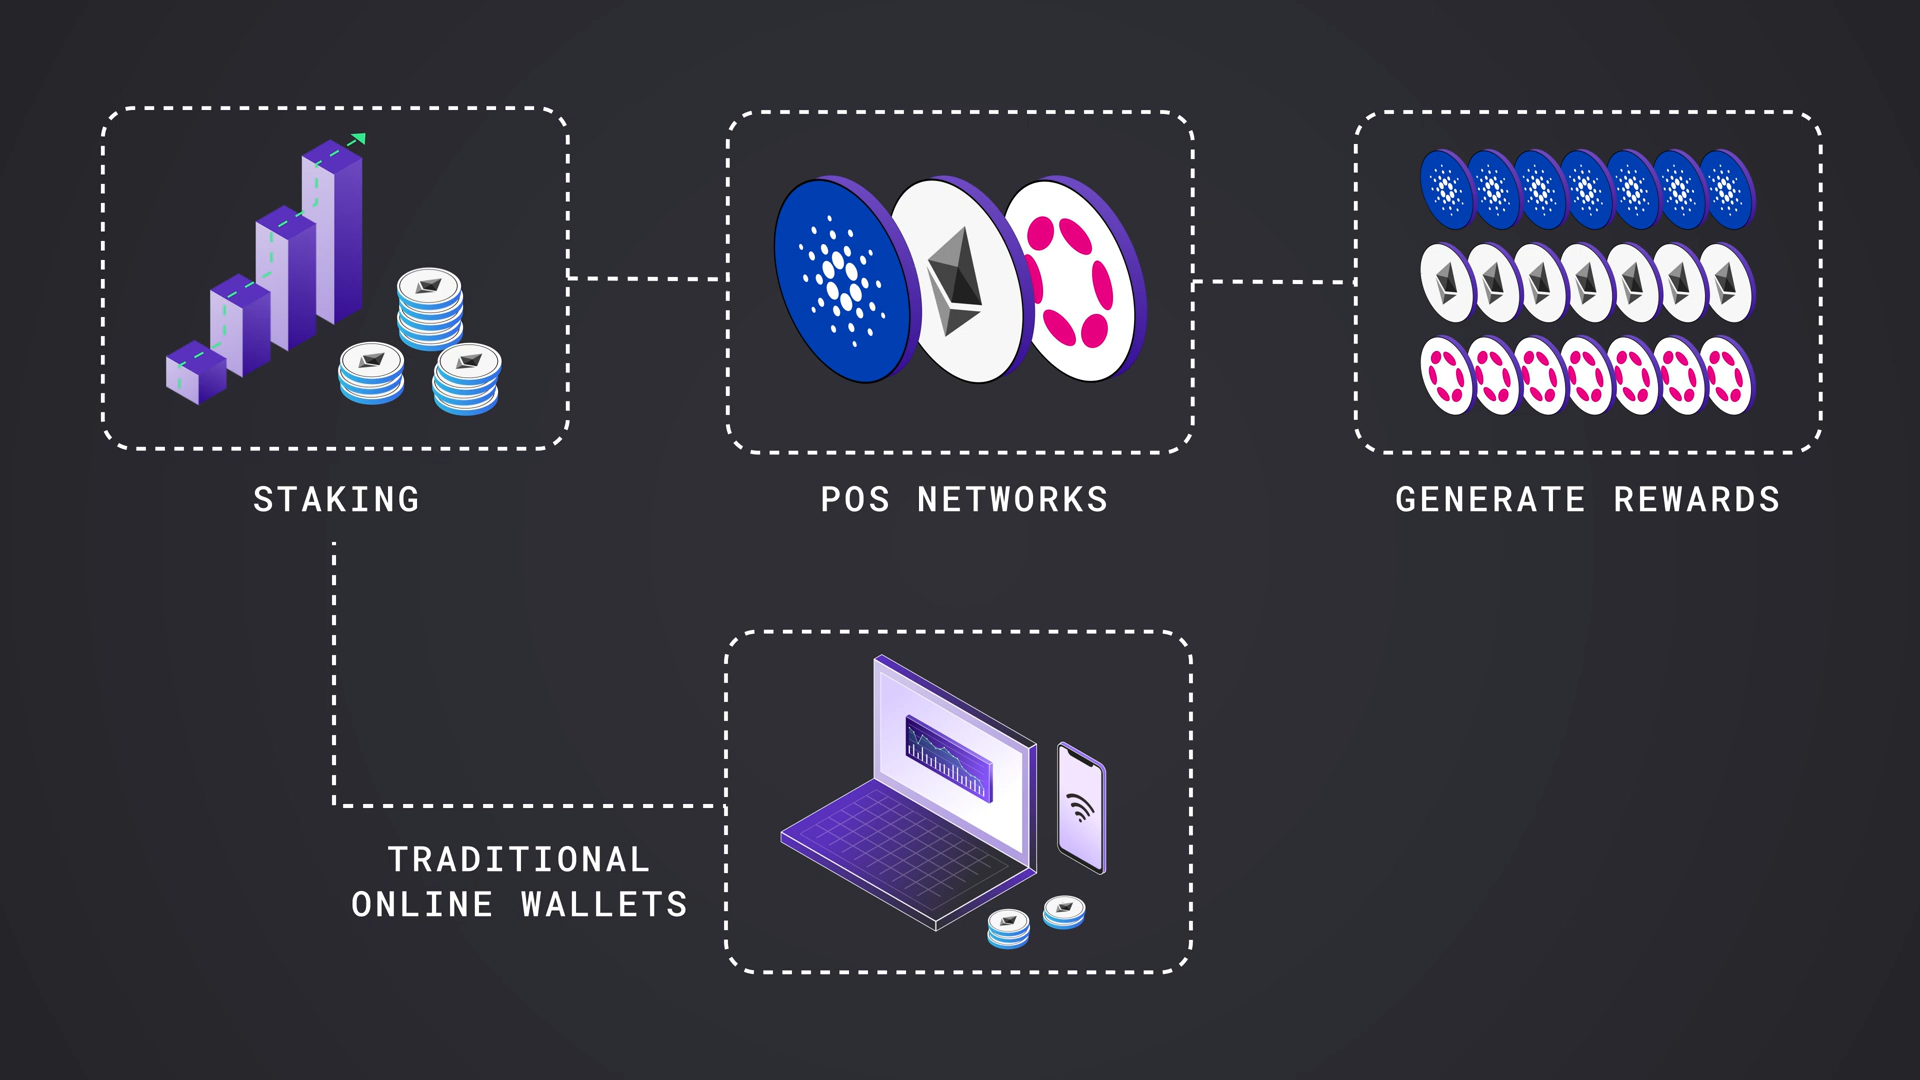 STAKING
POS NETWORKS
GENERATE REWARDS
TRADITIONAL
ONLINE WALLETS